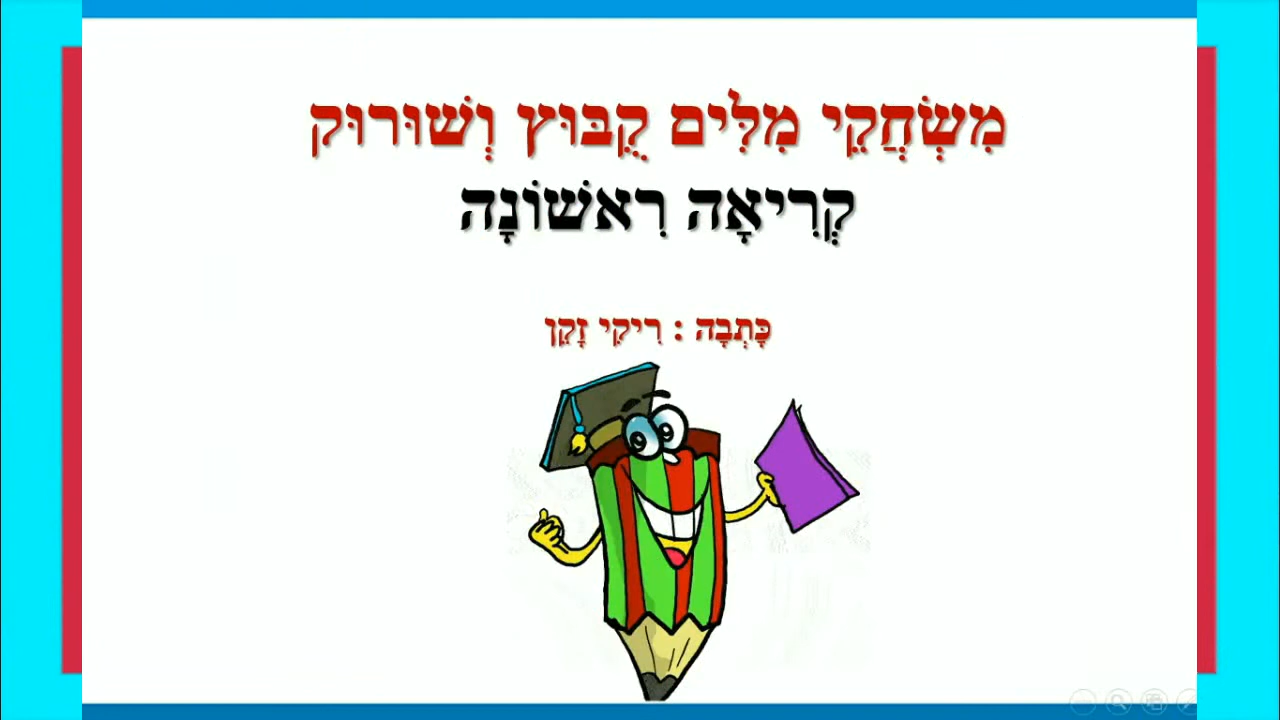 מִשְׂחֲקֵי מִלִּים קֻבּוּץ וְשׁוּרוּק
קְרִיאָה רִאשׁוֹנָה
כָּתְבָה : רִיקִי זָקֵן